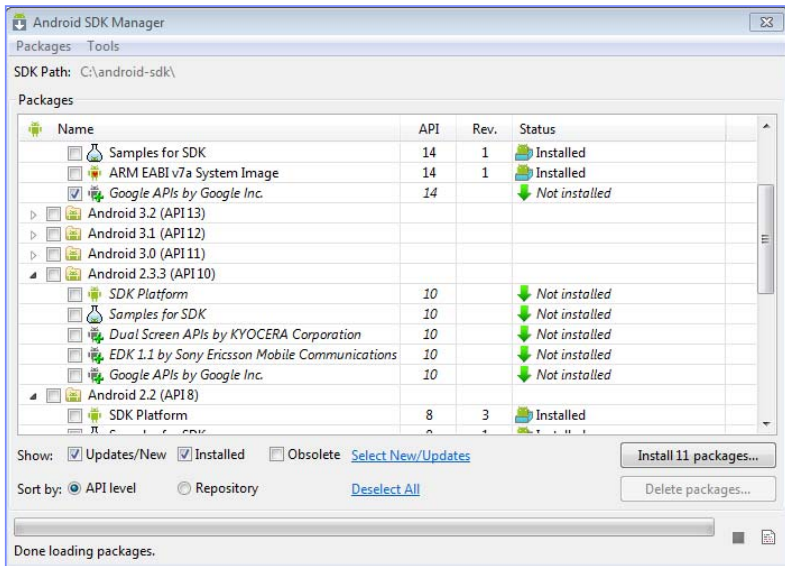 Android SDK Manager
Packages Tools
SDK Path: C:\android-sdk\
Packages
Name API Rev. Status
Samples for SDK 14 1 Installed
ARM EABI v7a System Image 14 1 Installed
Google APIs by Google Inc. 14 Not installed
Android 3.2 (API 13)
Android 3.1 (API 12)
Android 3.0 (API 11)
Android 2.3.3 (API 10)
SDK Platform 10 Not installed
Samples for SDK 10 Not installed
Dual Screen APIs by KYOCERA Corporation 10 Not installed
EDK 1.1 by Sony Ericsson Mobile Communications 10 Not installed
Google APIs by Google Inc. 10 Not installed
Android 2.2 (API 8)
SDK Platform 8 3 Installed
Show: Updates/New Installed Obsolete Select New/Updates Install 11 packages...
Sort by: API level Repository Deselect All Delete packages...
Done loading packages.